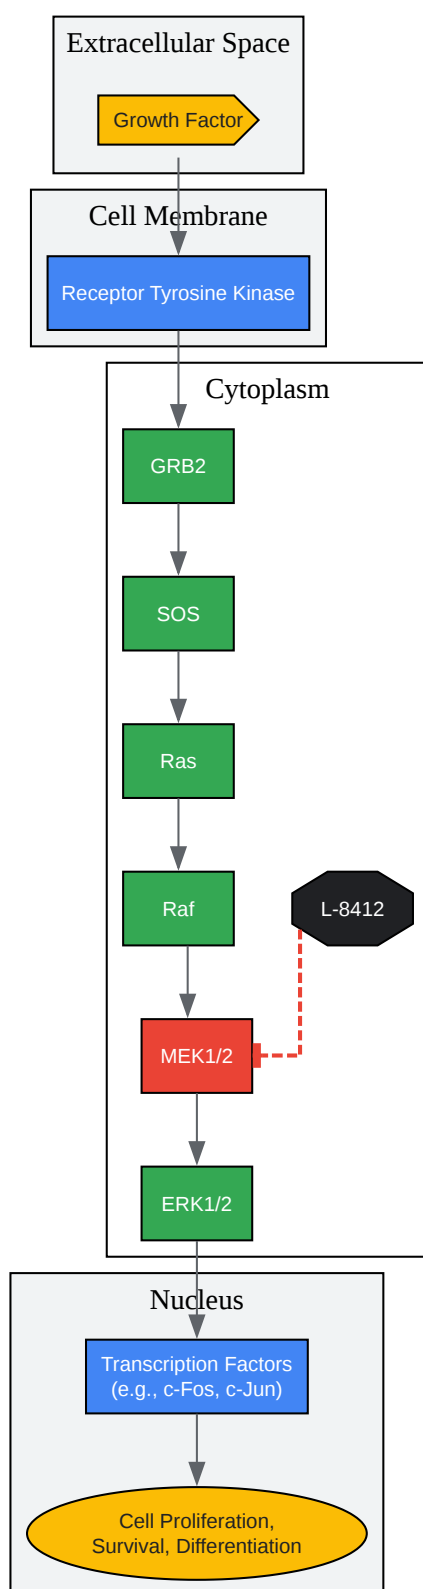 Extracellular Space
Growth Factor
Cell Membrane
Receptor Tyrosine Kinase
Cytoplasm
GRB2
SOS
Ras
Raf
L-8412
MEK1/2
ERK1/2
Nucleus
Transcription Factors
(e.g., c-Fos, c-Jun)
Cell Proliferation,
Survival, Differentiation